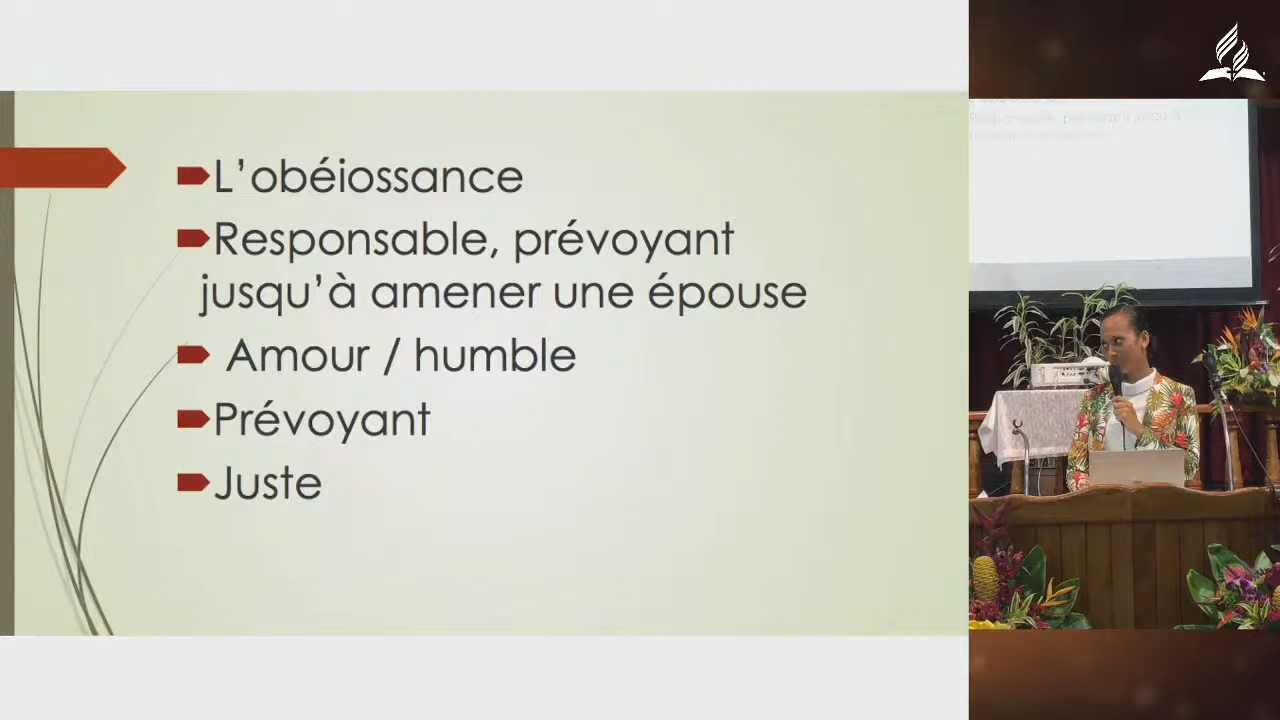 L’obéiossance
Responsable, prévoyant
jusqu’à amener une épouse
Amour / humble
Prévoyant
Juste